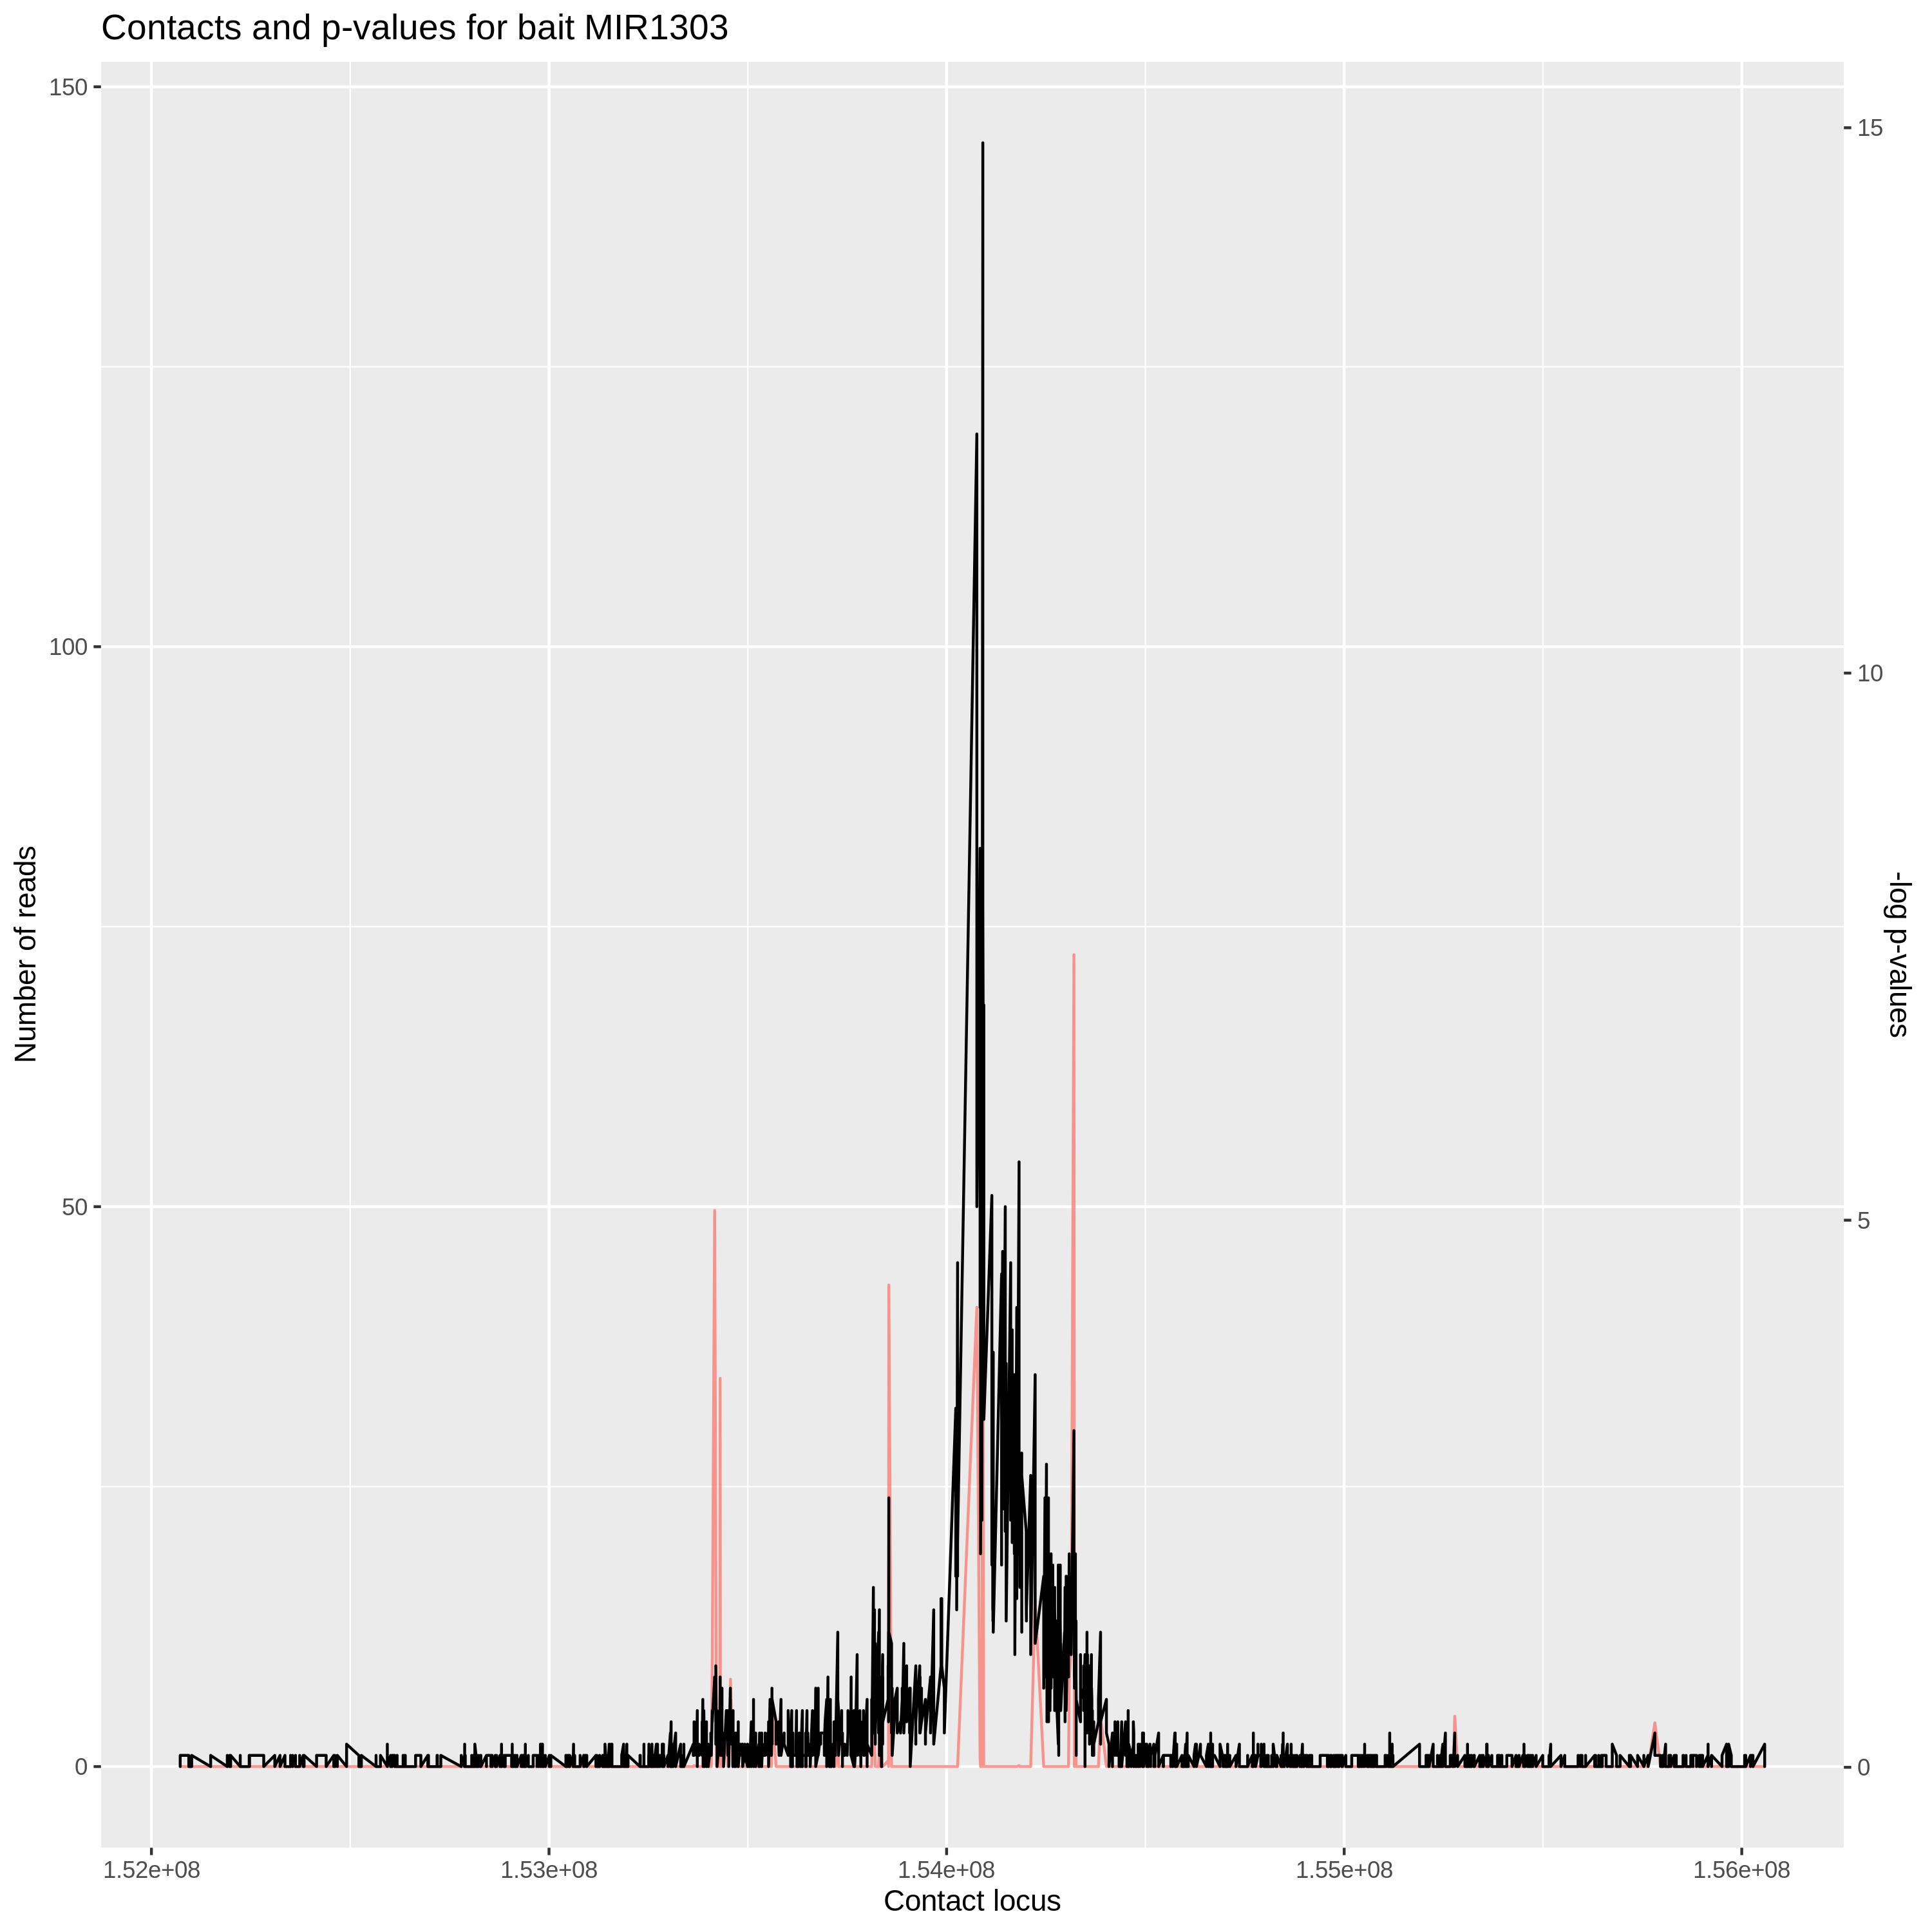 Contacts and p-values for bait MIR1303
150
100
50
0
Number of reads
15
10
5
0
-log p-values
1.52e+08
1.53e+08
1.54e+08
1.55e+08
1.56e+08
Contact locus